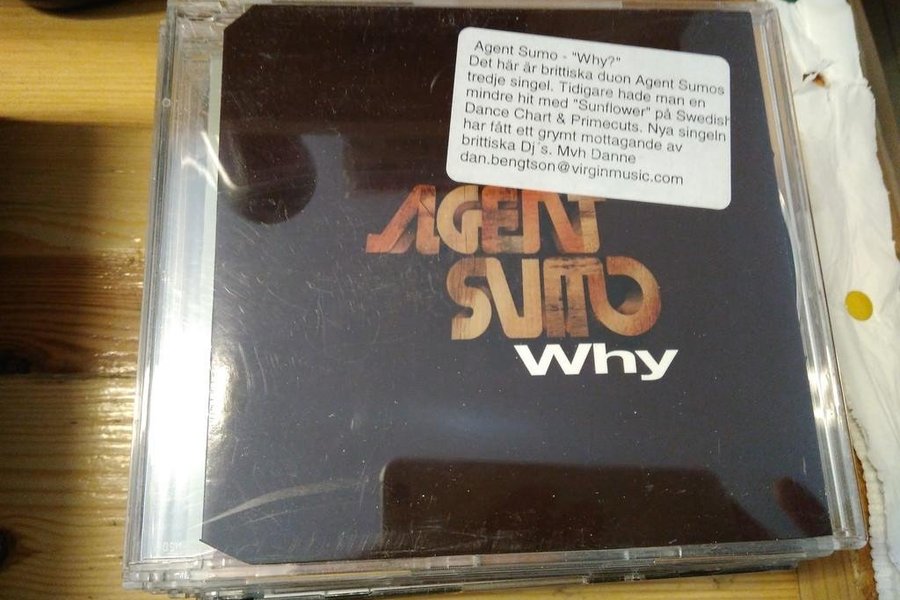 Agent Sumo - "Why?"
Det här är brittiska duon Agent Sumos
tredje singel. Tidigare hade man en
mindre hit med "Sunflower" på Swedish
Dance Chart & Primecuts. Nya singeln
har fått ett grymt mottagande av
brittiska Dj´s. Mvh Danne
dan.bengtson@virginmusic.com
AGENT
SUMO
Why